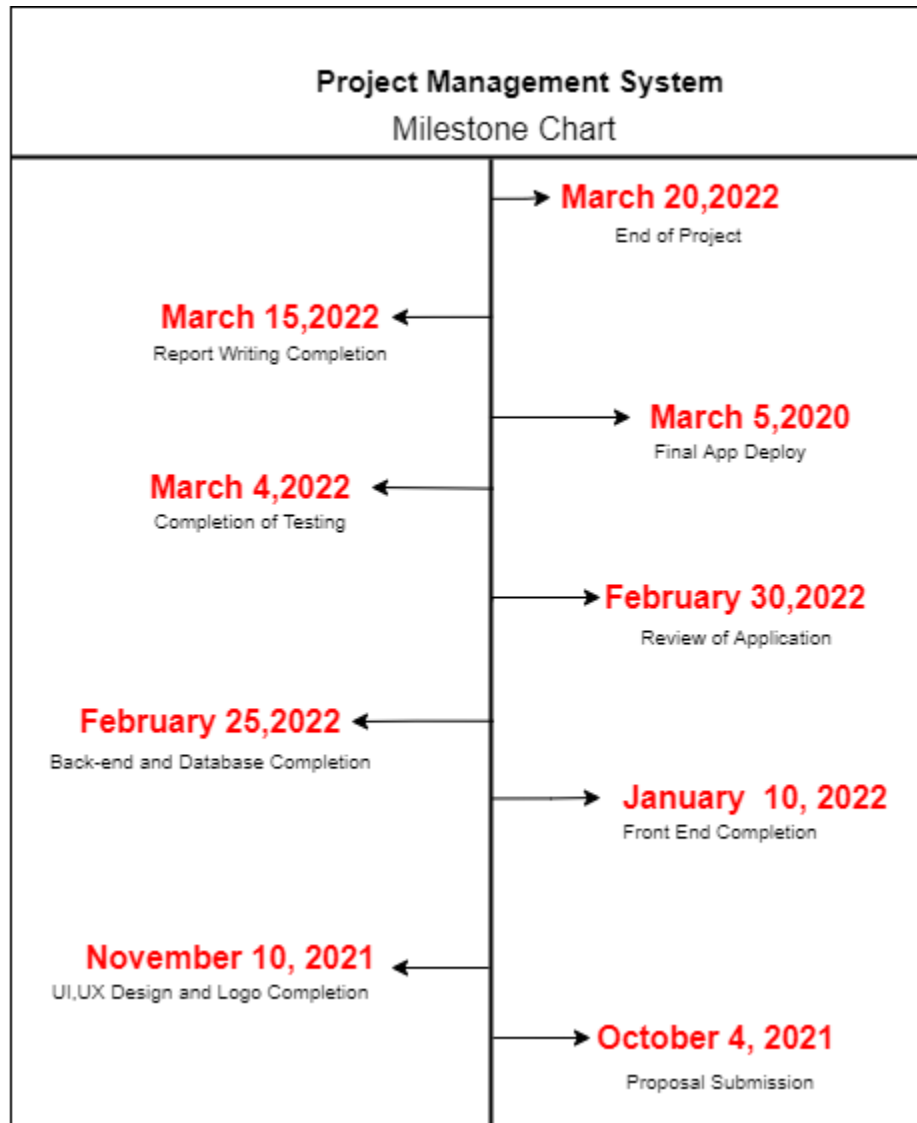 Project Management System
Milestone Chart
March 20,2022
End of Project
March 15,2022
Report Writing Completion
March 5,2020
Final App Deploy
March 4,2022
Completion of Testing
February 30,2022
Review of Application
February 25,2022
Back-end and Database Completion
January  10, 2022
Front End Completion
November 10, 2021
UI,UX Design and Logo Completion
October 4, 2021
Proposal Submission